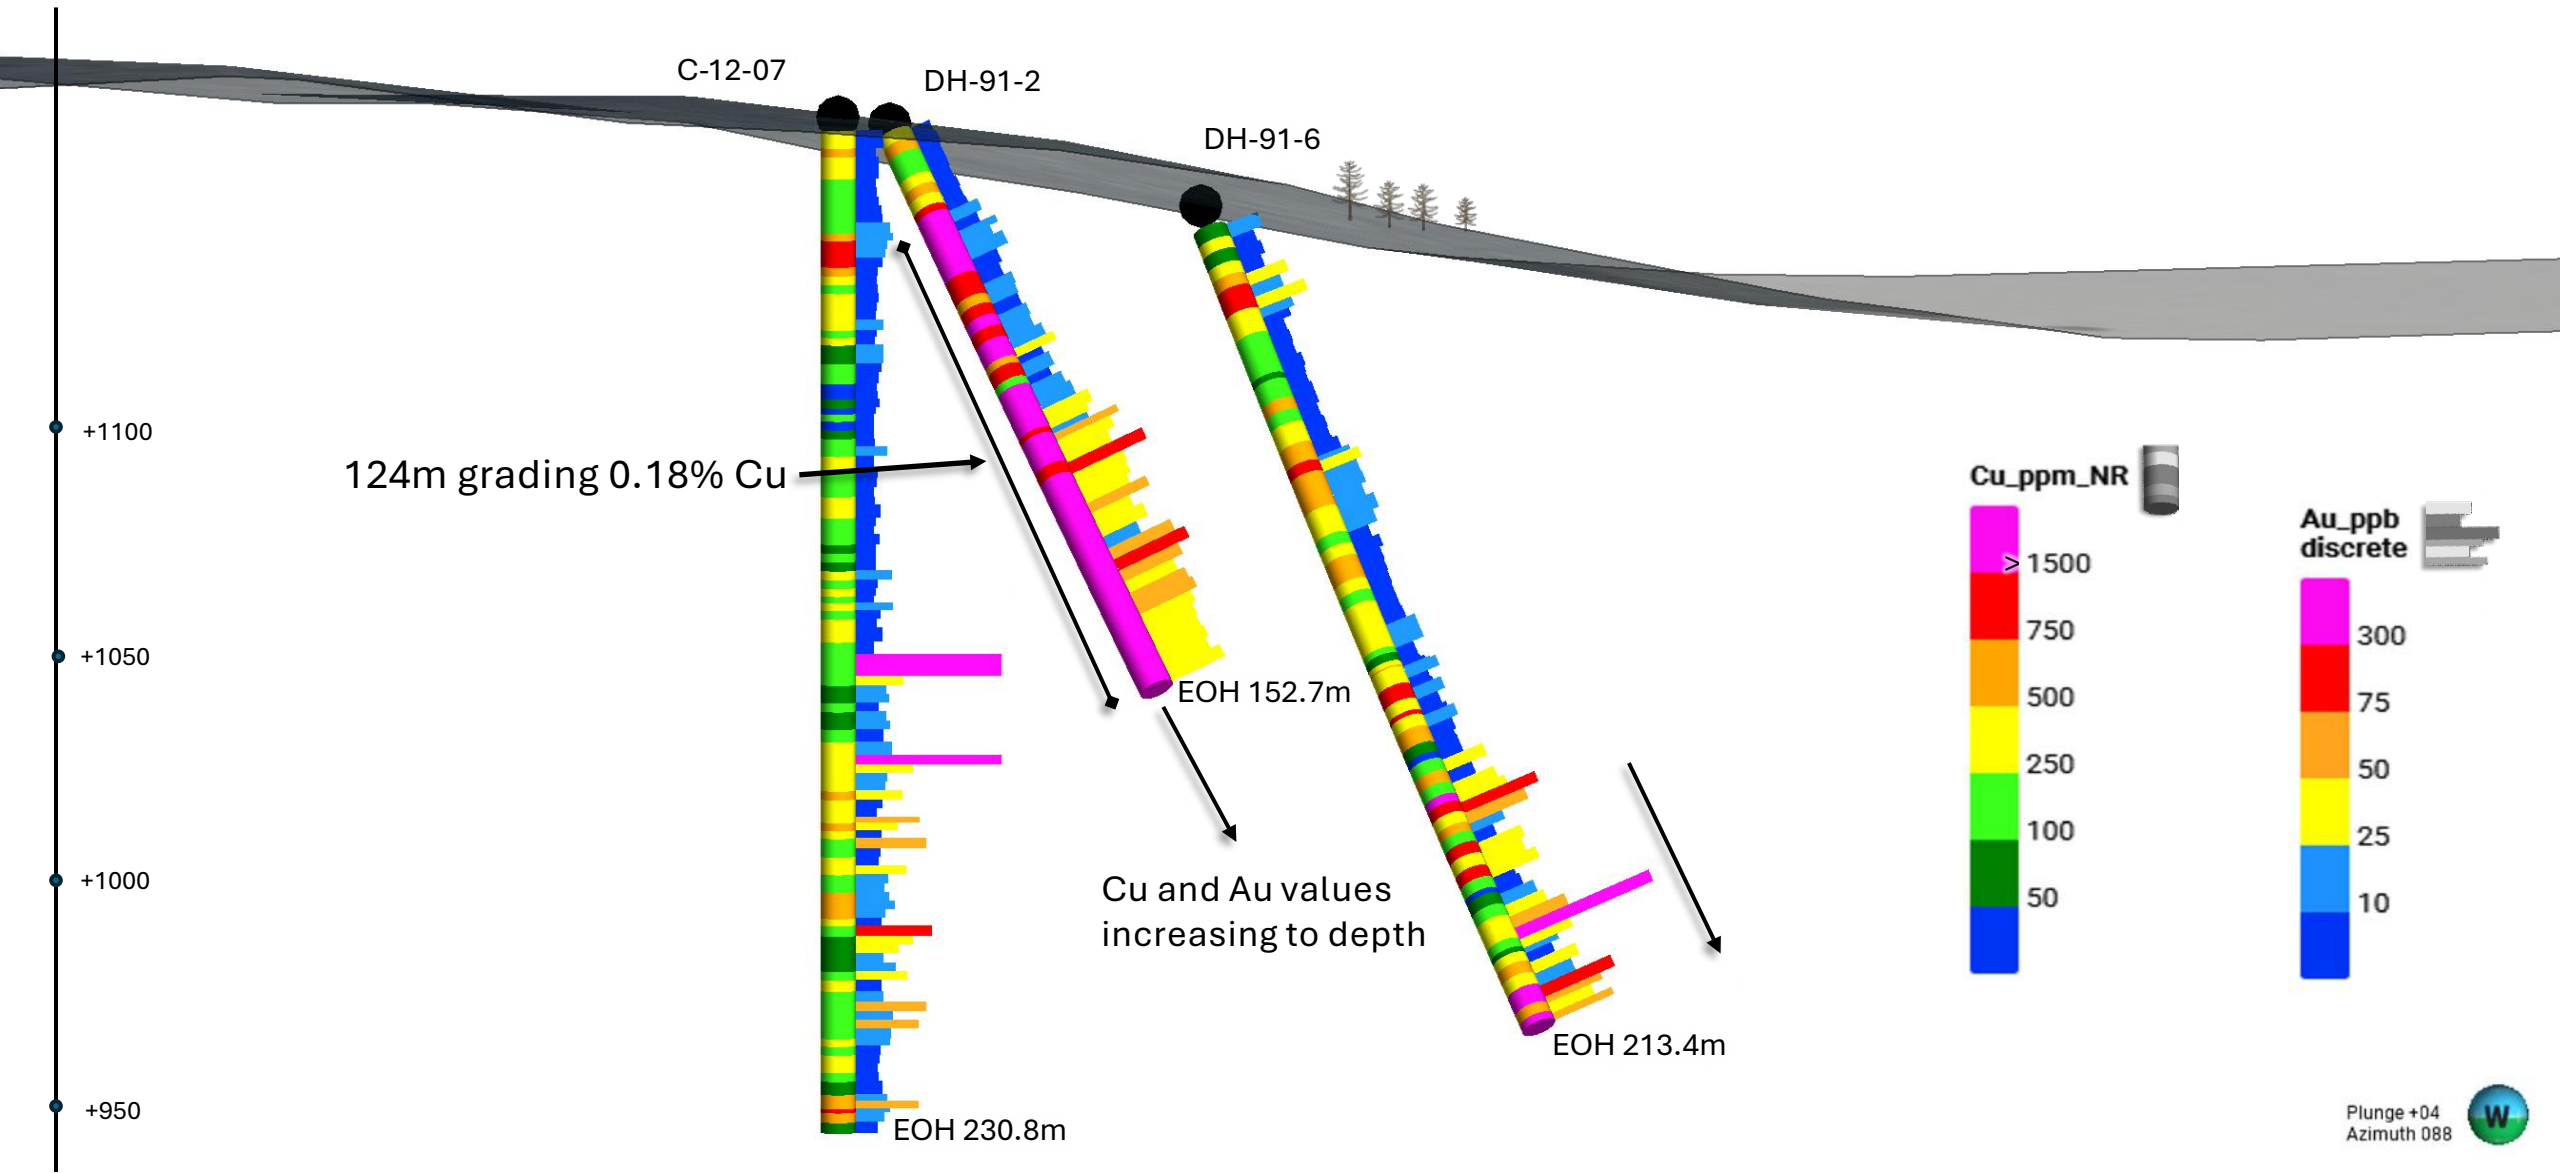 C-12-07
DH-91-2
DH-91-6
+1100
124m grading 0.18% Cu
+1050
EOH 152.7m
+1000
Cu and Au values
increasing to depth
EOH 213.4m
+950
EOH 230.8m
Cu_ppm_NR
> 1500
750
500
250
100
50
Au_ppb
discrete
300
75
50
25
10
Plunge +04
Azimuth 088
W